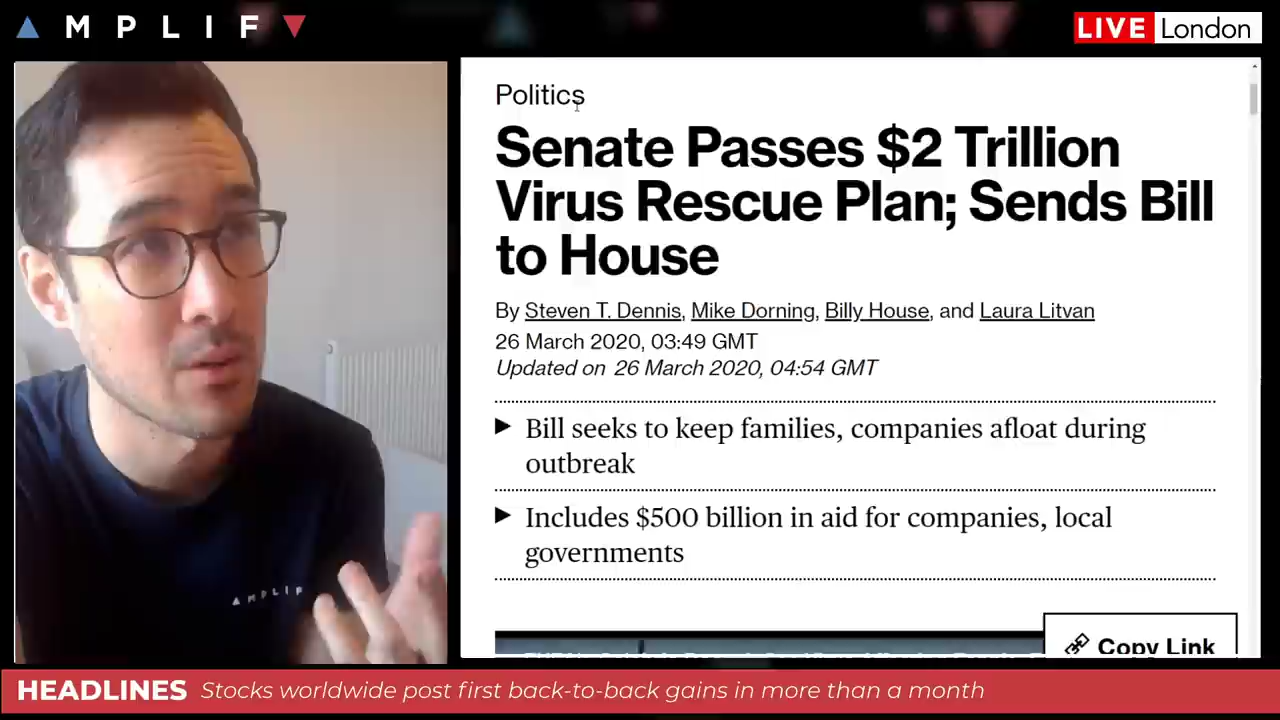 AMPLIFY
LIVE London
Politics
Senate Passes $2 Trillion
Virus Rescue Plan; Sends Bill
to House
By Steven T. Dennis, Mike Dorning, Billy House, and Laura Litvan
26 March 2020, 03:49 GMT
Updated on 26 March 2020, 04:54 GMT
Bill seeks to keep families, companies afloat during
outbreak
Includes $500 billion in aid for companies, local
governments
Copy Link
AMPLIF
HEADLINES Stocks worldwide post first back-to-back gains in more than a month